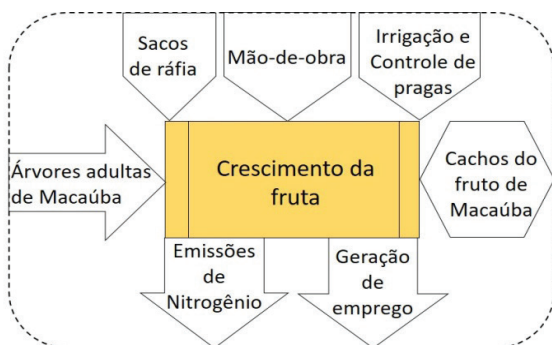 Sacos
de ráfia
Mão-de-obra
Irrigação e
Controle de
pragas
Árvores adultas
de Macaúba
Crescimento da
fruta
Cachos do
fruto de
Macaúba
Emissões
de
Nitrogênio
Geração
de
emprego